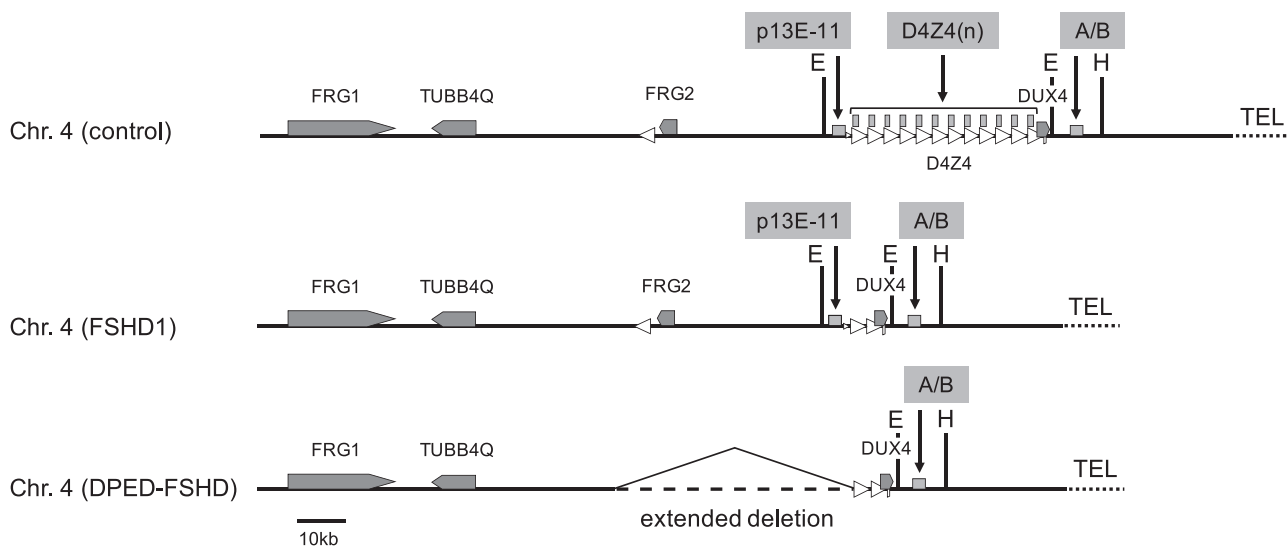 p13E-11 D4Z4(n) A/B
E E H
FRG1 TUBB4Q FRG2 DUX4
Chr. 4 (control) TEL
D4Z4
p13E-11 A/B
E E H
FRG1 TUBB4Q FRG2 DUX4
Chr. 4 (FSHD1) TEL
A/B
E H
FRG1 TUBB4Q DUX4
Chr. 4 (DPED-FSHD) TEL
extended deletion
10kb